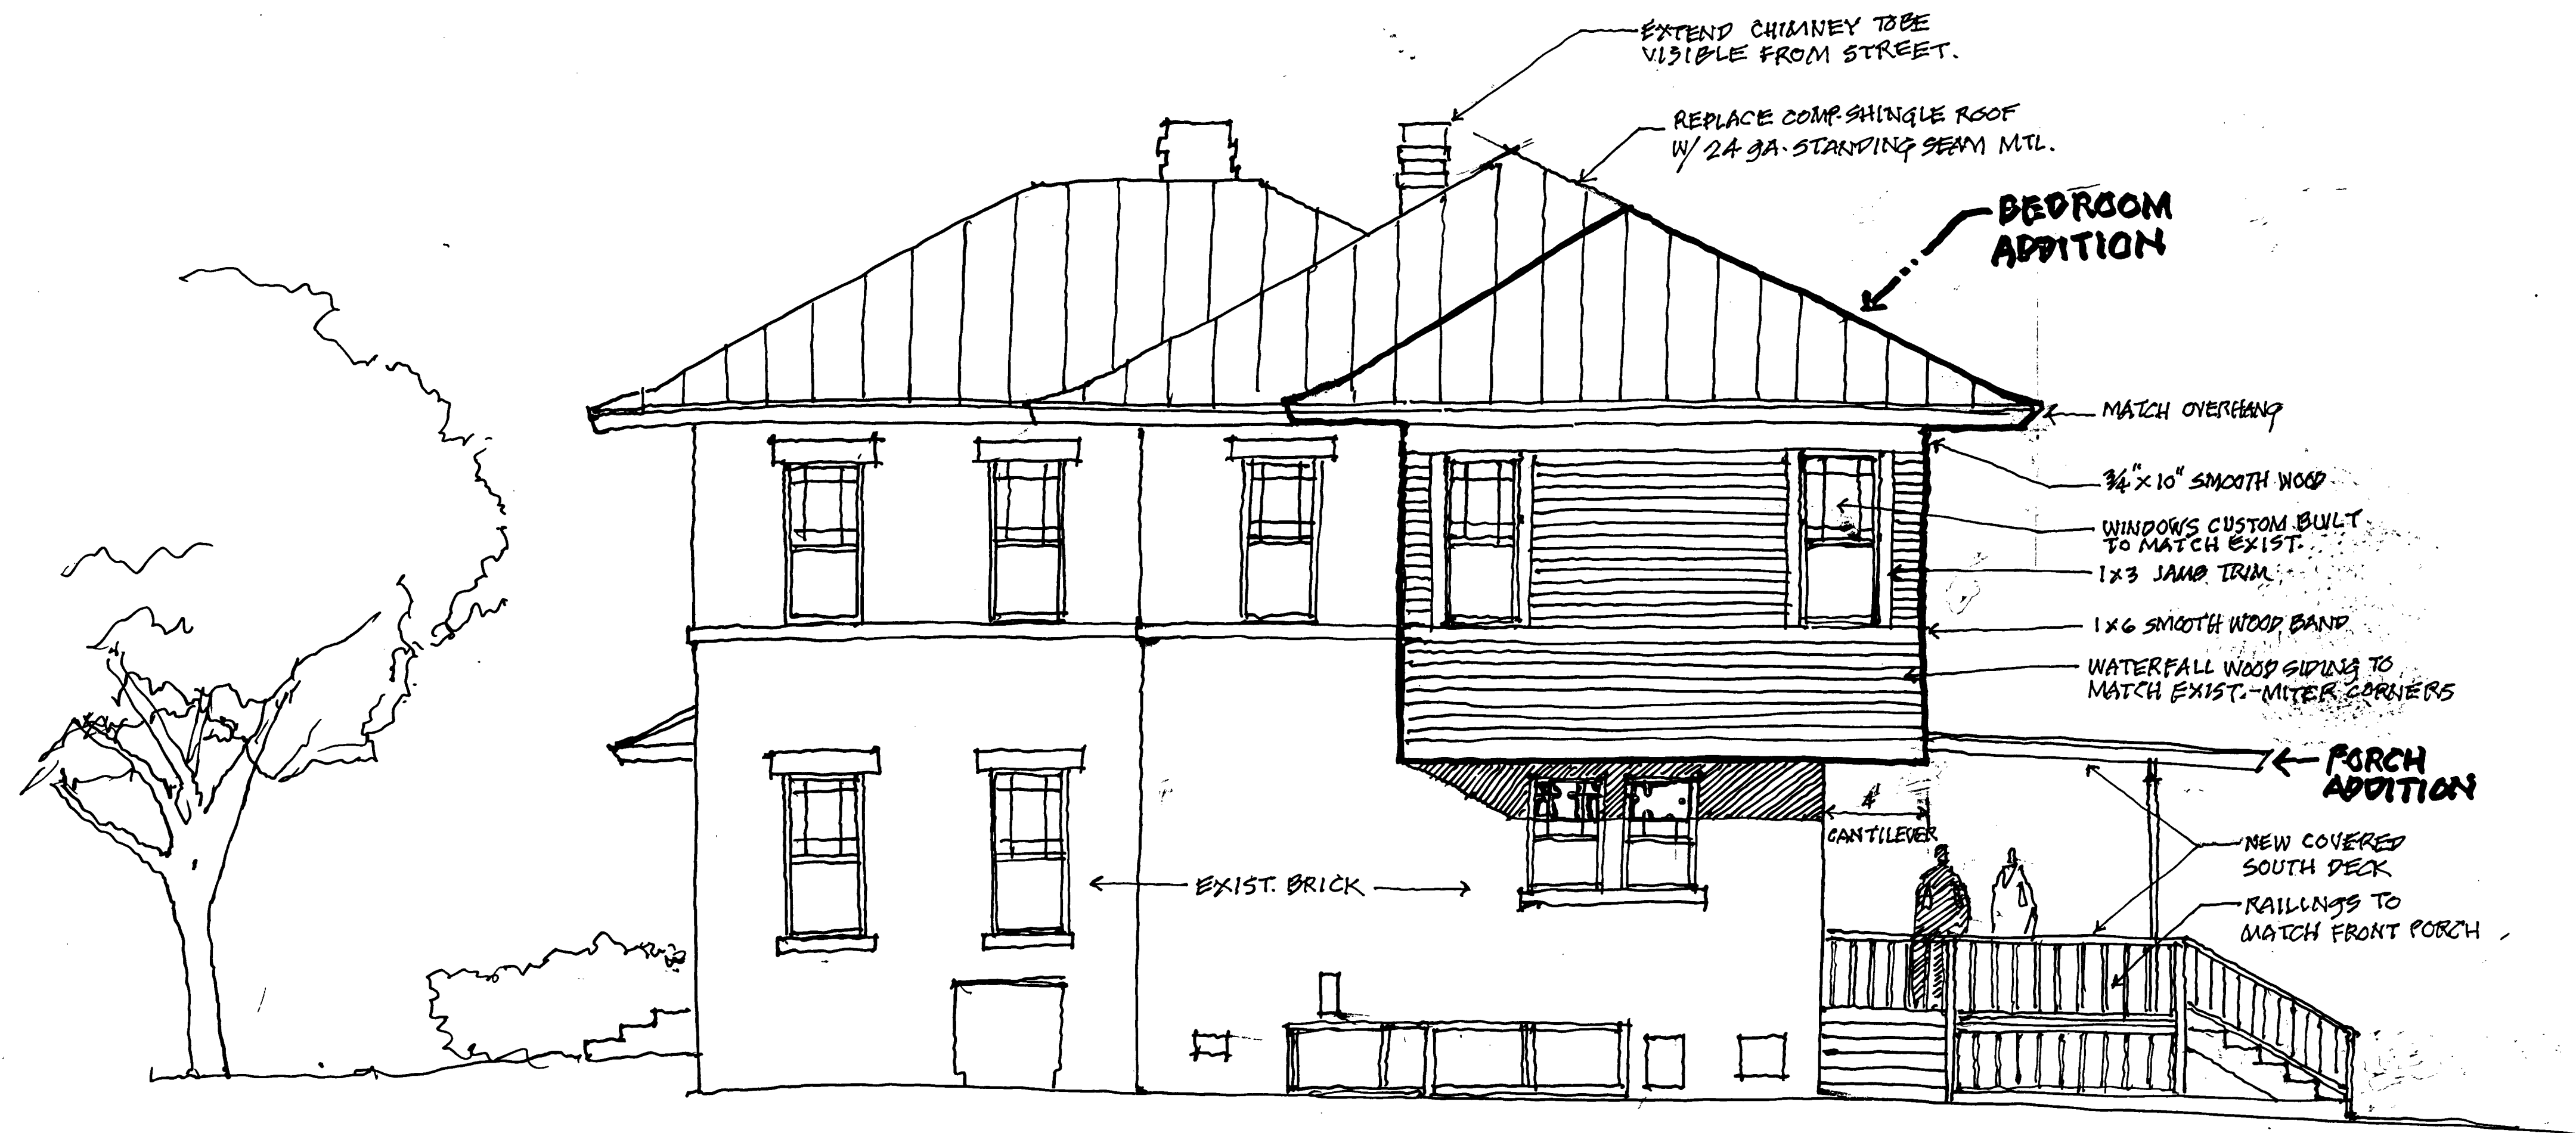 EXTEND CHIMNEY TO BE
VISIBLE FROM STREET.
REPLACE COMP. SHINGLE ROOF
W/ 24 ga. STANDING SEAM MTL.
BEDROOM
ADDITION
MATCH OVERHANG
3/4" x 10" SMOOTH WOOD
WINDOWS CUSTOM BUILT
TO MATCH EXIST.
1x3 JAMB TRIM
1x6 SMOOTH WOOD BAND
WATERFALL WOOD SIDING TO
MATCH EXIST. - MITER CORNERS
PORCH
ADDITION
4'
CANTILEVER
NEW COVERED
SOUTH DECK
EXIST. BRICK
RAILINGS TO
MATCH FRONT PORCH